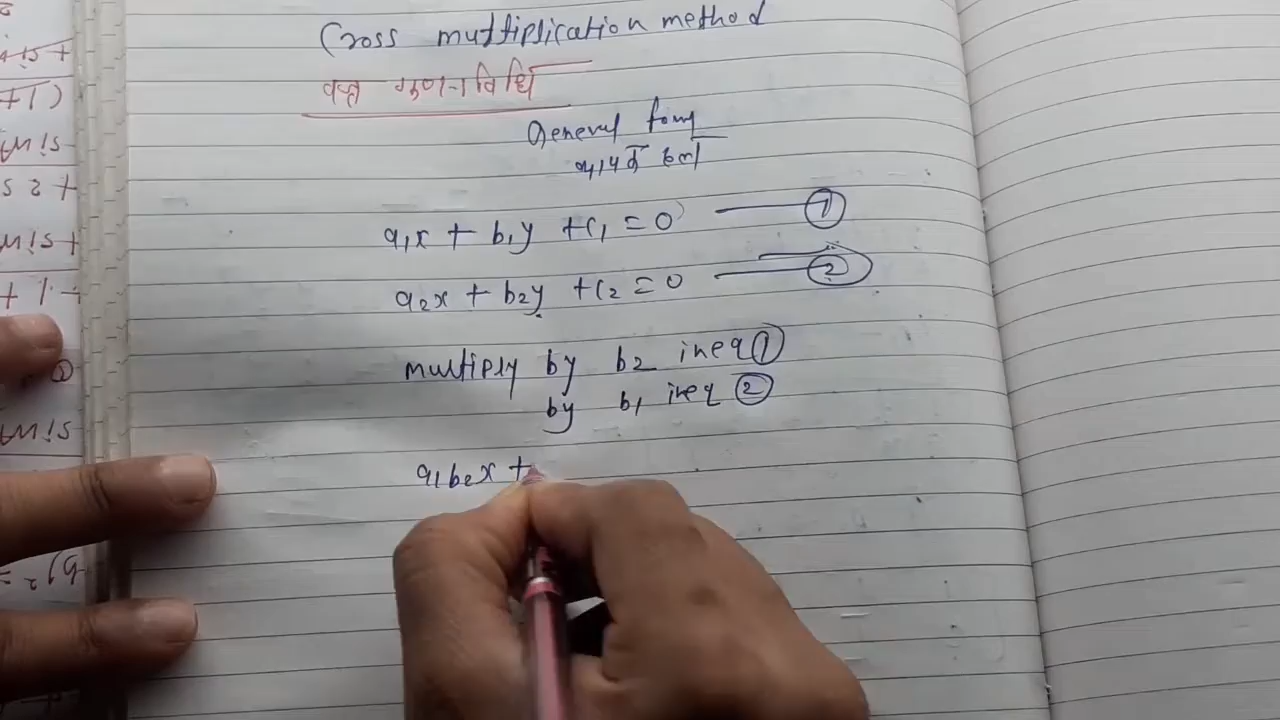 Cross multiplication method
वज्र गुणन विधि
General form
व्यापक रूप
a₁x + b₁y + c₁ = 0 ①
a₂x + b₂y + c₂ = 0 ②
multiply by b₂ in eq ①
by b₁ in eq ②
a₁b₂x +